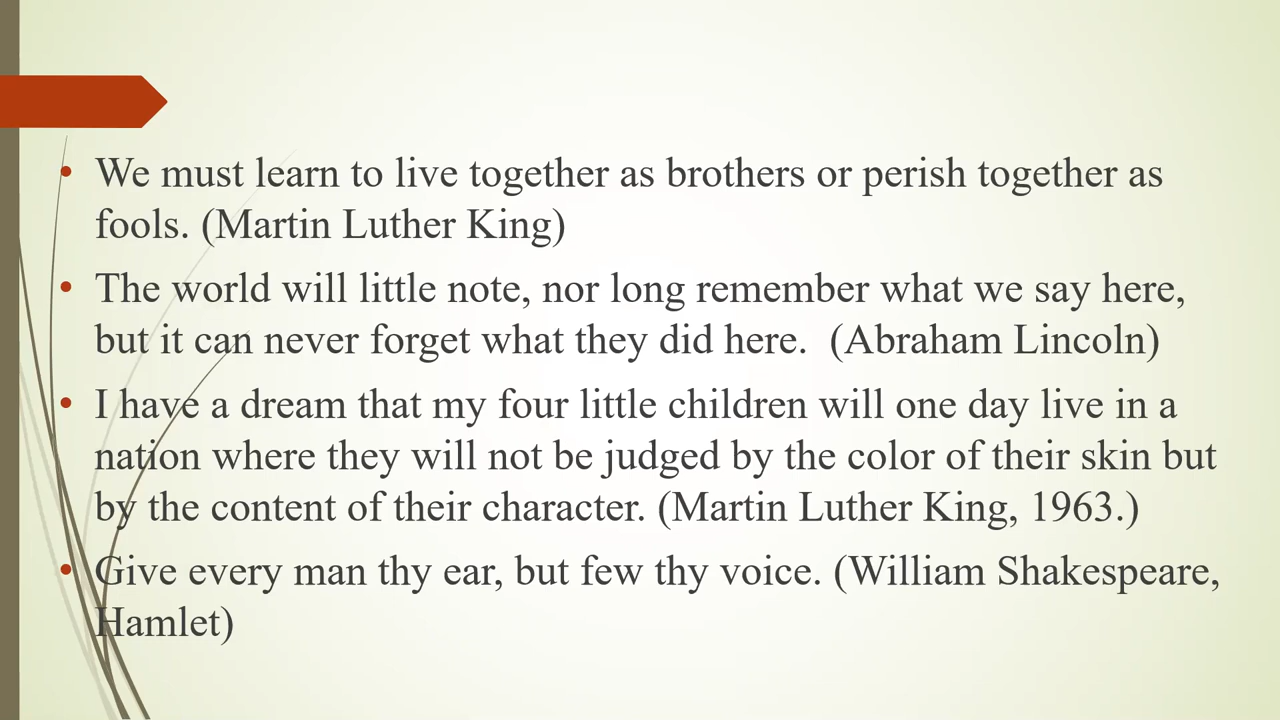 • We must learn to live together as brothers or perish together as
fools. (Martin Luther King)
• The world will little note, nor long remember what we say here,
but it can never forget what they did here.  (Abraham Lincoln)
• I have a dream that my four little children will one day live in a
nation where they will not be judged by the color of their skin but
by the content of their character. (Martin Luther King, 1963.)
• Give every man thy ear, but few thy voice. (William Shakespeare,
Hamlet)